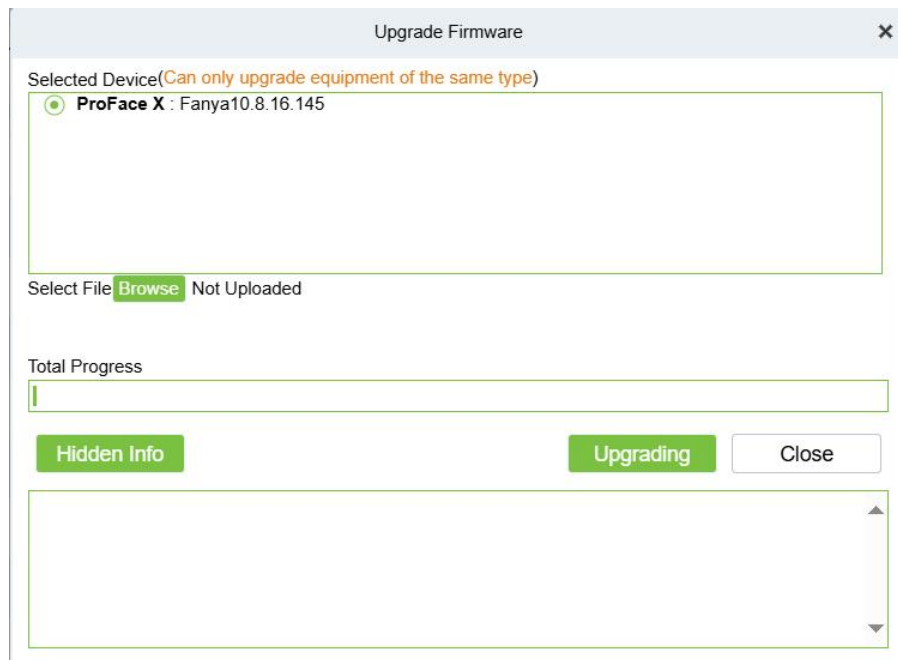 Upgrade Firmware
Selected Device(Can only upgrade equipment of the same type)
ProFace X : Fanya10.8.16.145
Select File Browse Not Uploaded
Total Progress
Hidden Info Upgrading Close